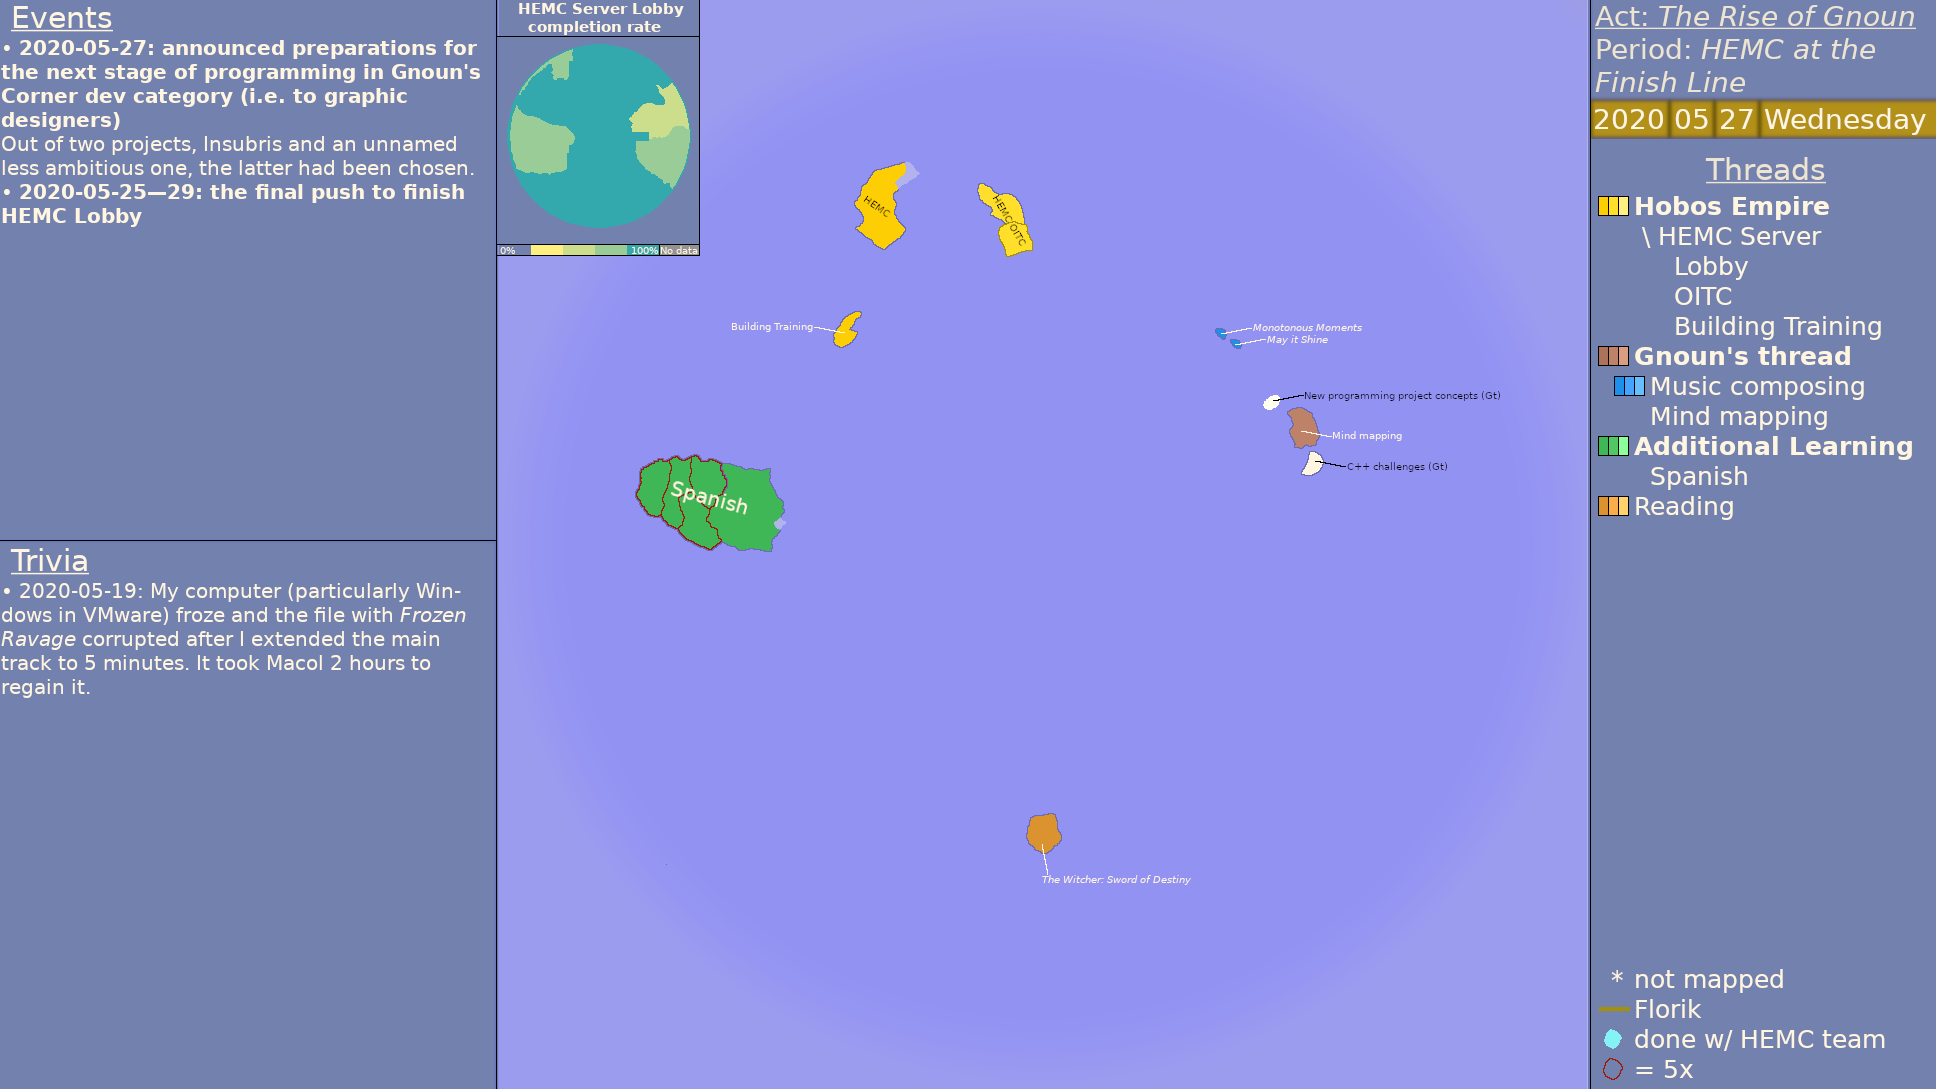 Events
• 2020-05-27: announced preparations for
the next stage of programming in Gnoun's
Corner dev category (i.e. to graphic
designers)
Out of two projects, Insubris and an unnamed
less ambitious one, the latter had been chosen.
• 2020-05-25—29: the final push to finish
HEMC Lobby
Trivia
• 2020-05-19: My computer (particularly Win-
dows in VMware) froze and the file with Frozen
Ravage corrupted after I extended the main
track to 5 minutes. It took Macol 2 hours to
regain it.
HEMC Server Lobby
completion rate
0% 100% No data
HEMC
HEMC
OITC
Building Training
Monotonous Moments
May it Shine
New programming project concepts (Gt)
Mind mapping
C++ challenges (Gt)
Spanish
The Witcher: Sword of Destiny
Act: The Rise of Gnoun
Period: HEMC at the
Finish Line
2020 05 27 Wednesday
Threads
Hobos Empire
\ HEMC Server
Lobby
OITC
Building Training
Gnoun's thread
Music composing
Mind mapping
Additional Learning
Spanish
Reading
* not mapped
Florik
done w/ HEMC team
= 5x